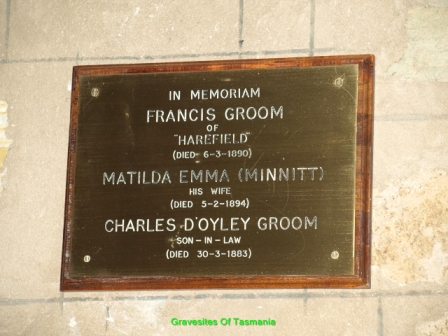 IN MEMORIAM
FRANCIS GROOM
OF
"HAREFIELD"
(DIED 6-3-1890)
MATILDA EMMA (MINNITT)
HIS WIFE
(DIED 5-2-1894)
CHARLES D'OYLEY GROOM
SON-IN-LAW
(DIED 30-3-1883)
Gravesites Of Tasmania